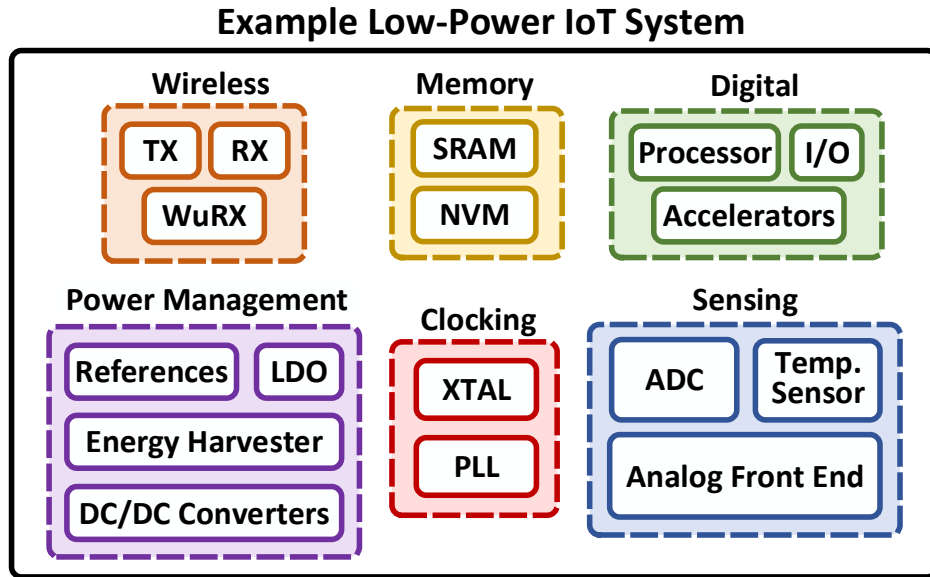 Example Low-Power IoT System
Wireless
TX
RX
WuRX
Memory
SRAM
NVM
Digital
Processor
I/O
Accelerators
Power Management
References
LDO
Energy Harvester
DC/DC Converters
Clocking
XTAL
PLL
Sensing
ADC
Temp.
Sensor
Analog Front End